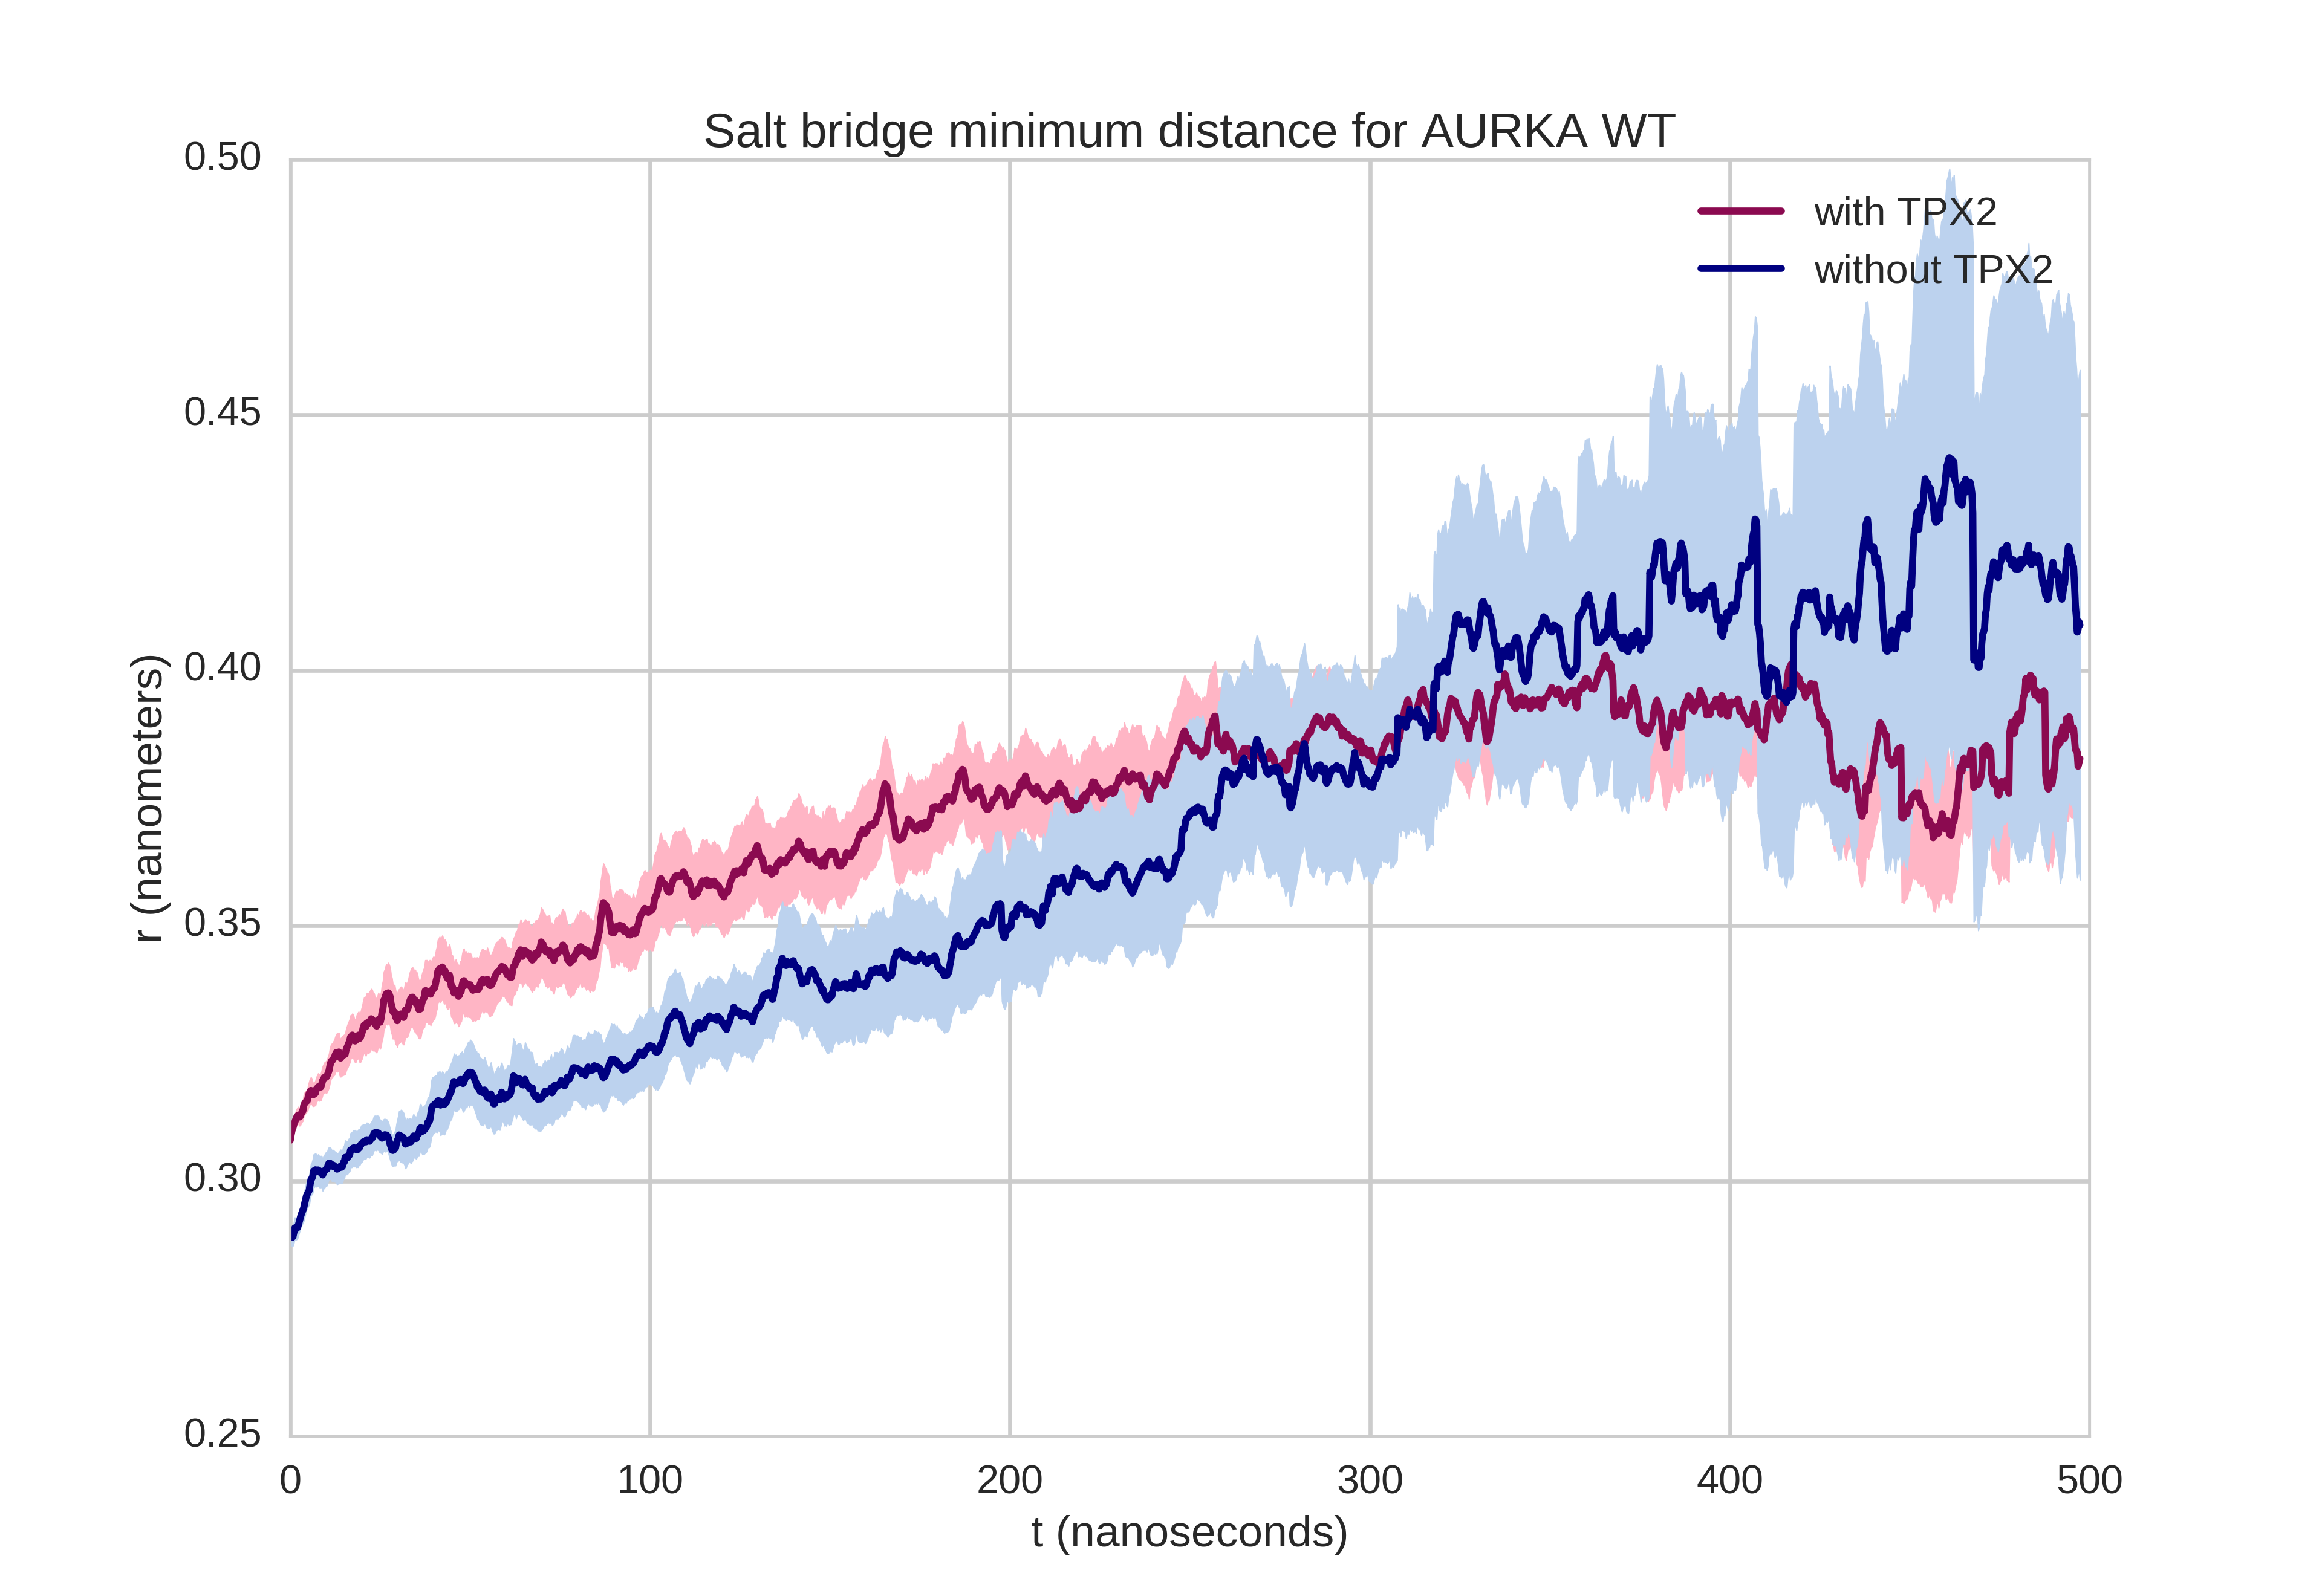 Salt bridge minimum distance for AURKA WT
with TPX2
without TPX2
r (nanometers)
0.50
0.45
0.40
0.35
0.30
0.25
0 100 200 300 400 500
t (nanoseconds)